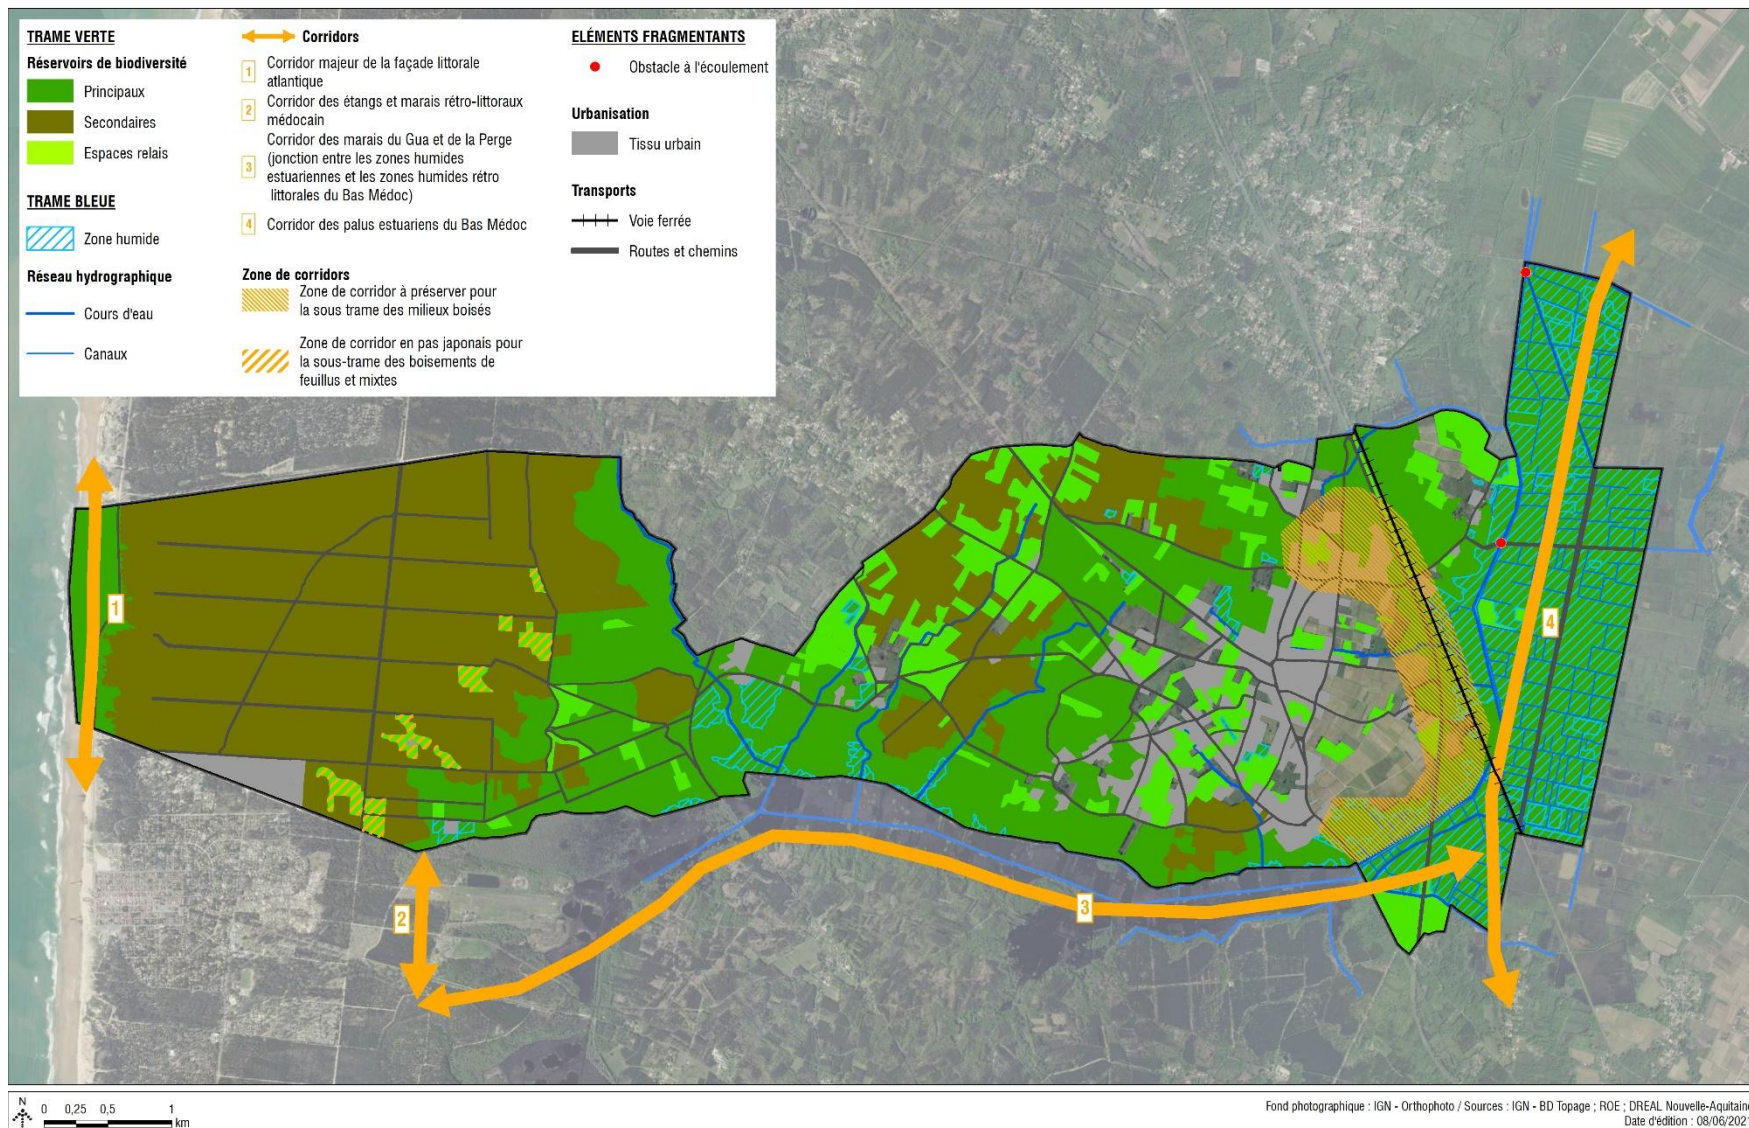 TRAME VERTE
Réservoirs de biodiversité
Principaux
Secondaires
Espaces relais
TRAME BLEUE
Zone humide
Réseau hydrographique
Cours d'eau
Canaux
Corridors
1 Corridor majeur de la façade littorale
atlantique
2 Corridor des étangs et marais rétro-littoraux
médocain
Corridor des marais du Gua et de la Perge
3 (jonction entre les zones humides
estuariennes et les zones humides rétro
littorales du Bas Médoc)
4 Corridor des palus estuariens du Bas Médoc
Zone de corridors
Zone de corridor à préserver pour
la sous trame des milieux boisés
Zone de corridor en pas japonais pour
la sous-trame des boisements de
feuillus et mixtes
ELÉMENTS FRAGMENTANTS
Obstacle à l'écoulement
Urbanisation
Tissu urbain
Transports
Voie ferrée
Routes et chemins
1
2
3
4
N
0 0,25 0,5 1
km
Fond photographique : IGN - Orthophoto / Sources : IGN - BD Topage ; ROE ; DREAL Nouvelle-Aquitaine
Date d'édition : 08/06/2021